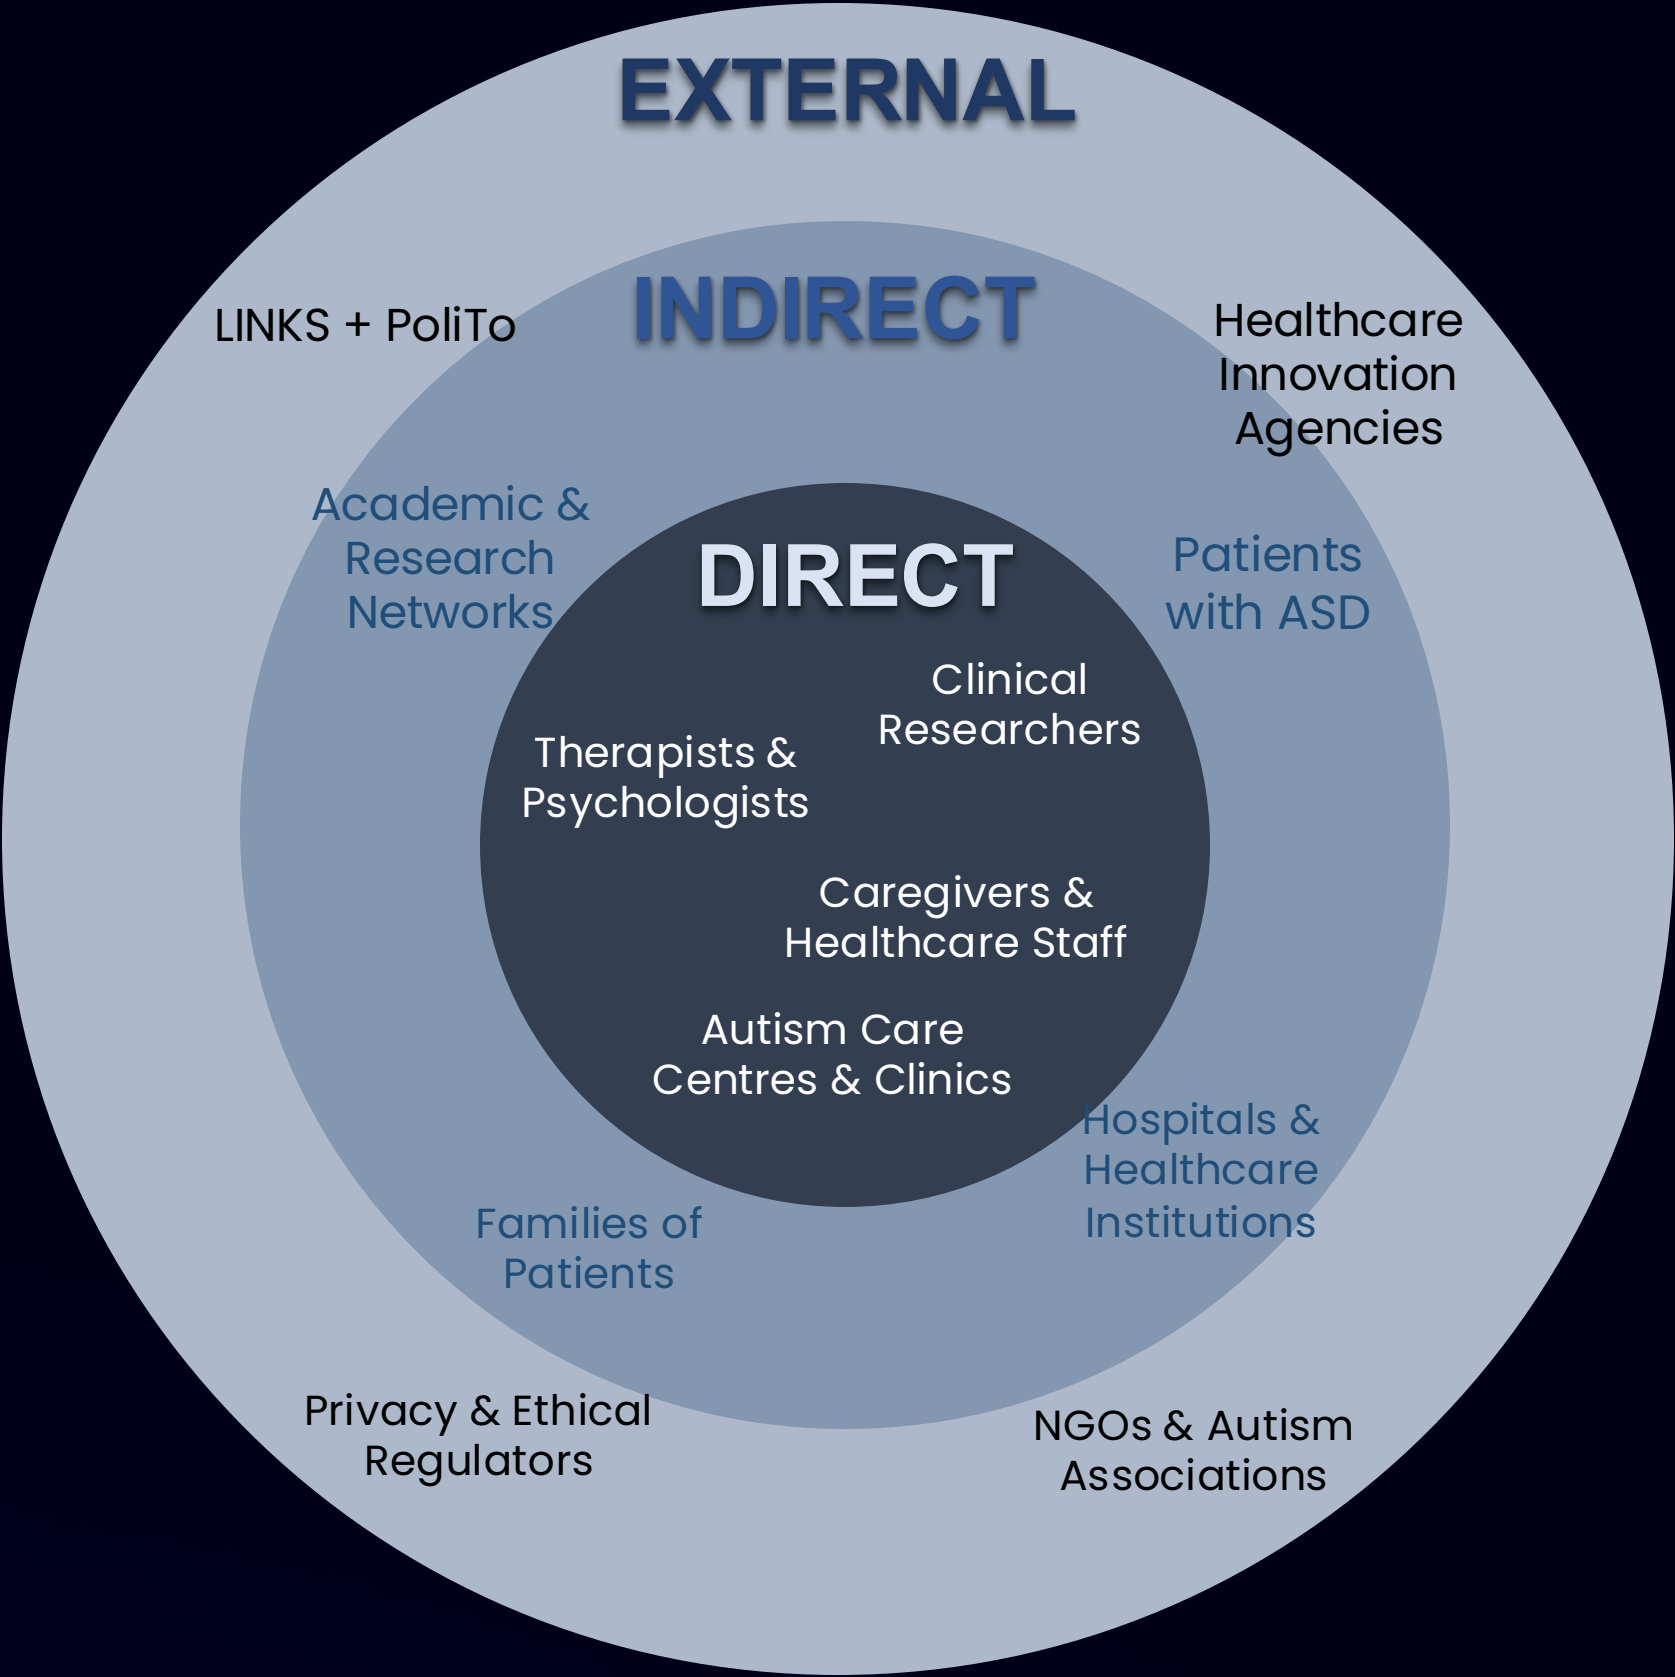 EXTERNAL
INDIRECT
LINKS + PoliTo
Healthcare
Innovation
Agencies
Academic &
Research
Networks
Patients
with ASD
DIRECT
Clinical
Researchers
Therapists &
Psychologists
Caregivers &
Healthcare Staff
Autism Care
Centres & Clinics
Hospitals &
Healthcare
Institutions
Families of
Patients
Privacy & Ethical
Regulators
NGOs & Autism
Associations